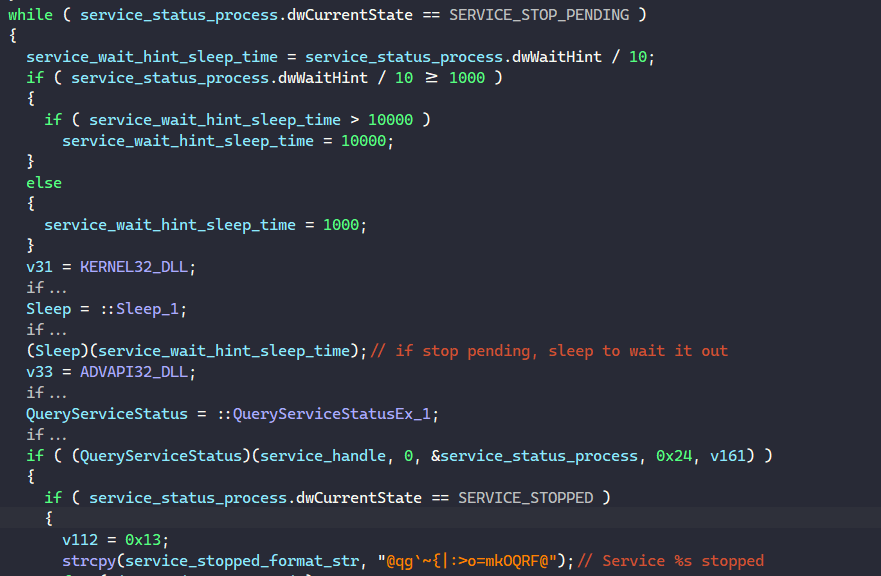 while ( service_status_process.dwCurrentState == SERVICE_STOP_PENDING )
{
service_wait_hint_sleep_time = service_status_process.dwWaitHint / 10;
if ( service_status_process.dwWaitHint / 10 ≥ 1000 )
{
if ( service_wait_hint_sleep_time > 10000 )
service_wait_hint_sleep_time = 10000;
}
else
{
service_wait_hint_sleep_time = 1000;
}
v31 = KERNEL32_DLL;
if ...
Sleep = ::Sleep_1;
if ...
(Sleep)(service_wait_hint_sleep_time);// if stop pending, sleep to wait it out
v33 = ADVAPI32_DLL;
if ...
QueryServiceStatus = ::QueryServiceStatusEx_1;
if ...
if ( (QueryServiceStatus)(service_handle, 0, &service_status_process, 0x24, v161) )
{
if ( service_status_process.dwCurrentState == SERVICE_STOPPED )
{
v112 = 0x13;
strcpy(service_stopped_format_str, "@qg`~{|:>o=mkOQRF@");// Service %s stopped